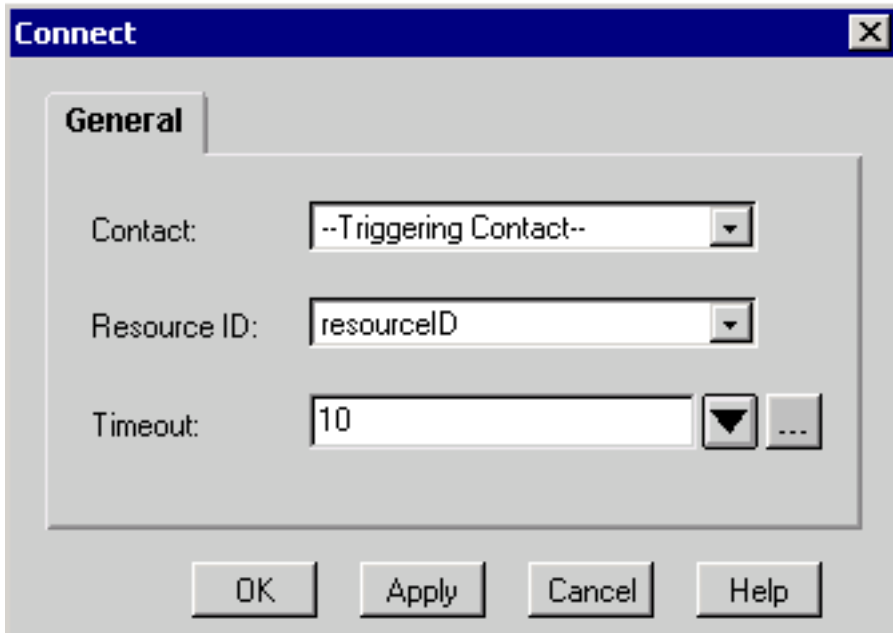 Connect
General
Contact: --Triggering Contact--
Resource ID: resourceID
Timeout: 10 ...
OK Apply Cancel Help